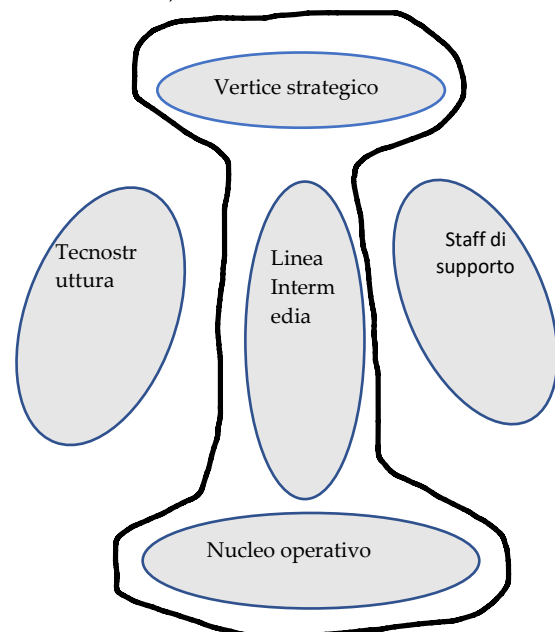 Vertice strategico
Tecnostr
uttura
Linea
Interm
edia
Staff di
supporto
Nucleo operativo